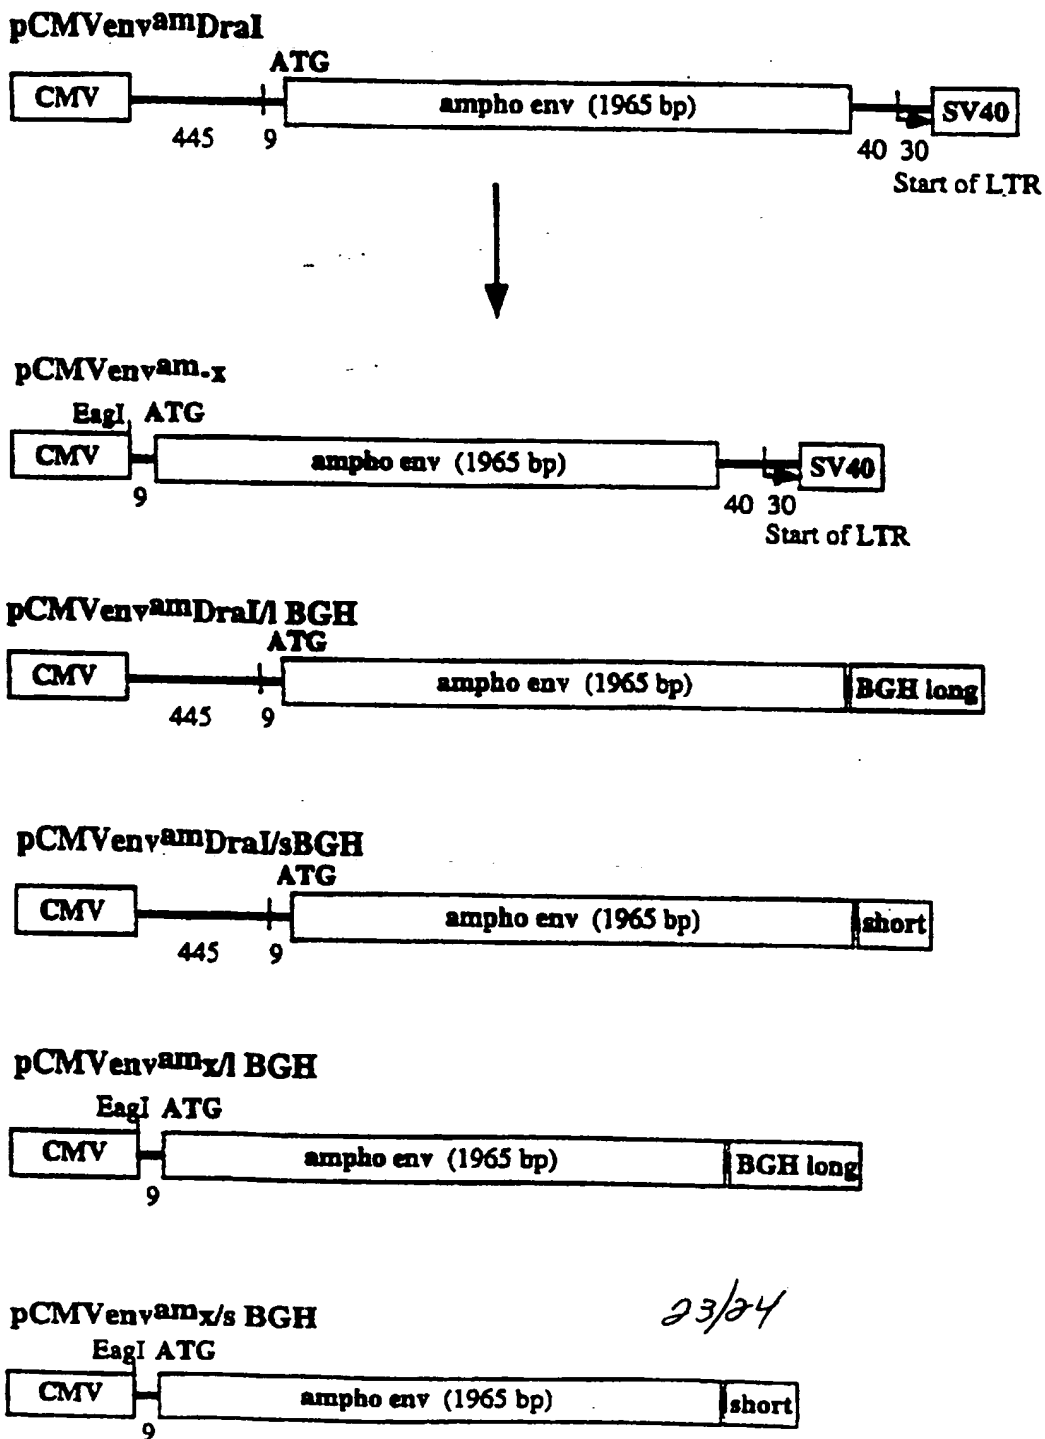 pCMVenvamDraI
ATG
CMV ampho env (1965 bp) SV40
445 9 40 30
Start of LTR
pCMVenvam-x
EagI ATG
CMV ampho env (1965 bp) SV40
9 40 30
Start of LTR
pCMVenvamDraI/l BGH
ATG
CMV ampho env (1965 bp) BGH long
445 9
pCMVenvamDraI/sBGH
ATG
CMV ampho env (1965 bp) short
445 9
pCMVenvamx/l BGH
EagI ATG
CMV ampho env (1965 bp) BGH long
9
pCMVenvamx/s BGH
23/24
EagI ATG
CMV ampho env (1965 bp) short
9